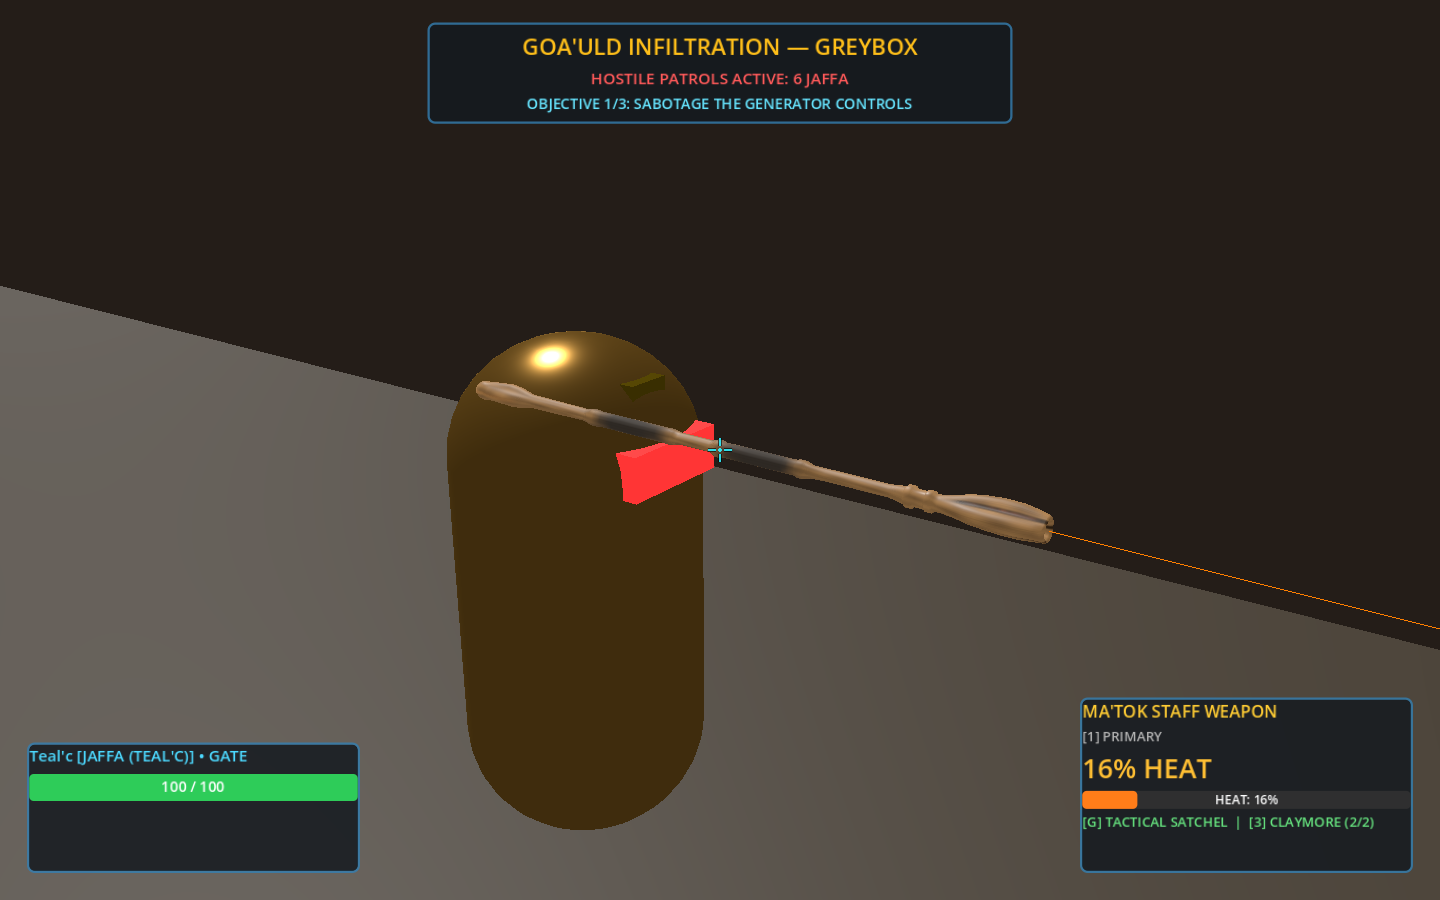 GOA'ULD INFILTRATION — GREYBOX
HOSTILE PATROLS ACTIVE: 6 JAFFA
OBJECTIVE 1/3: SABOTAGE THE GENERATOR CONTROLS
Teal'c [JAFFA (TEAL'C)] • GATE
100 / 100
MA'TOK STAFF WEAPON
[1] PRIMARY
16% HEAT
HEAT: 16%
[G] TACTICAL SATCHEL | [3] CLAYMORE (2/2)